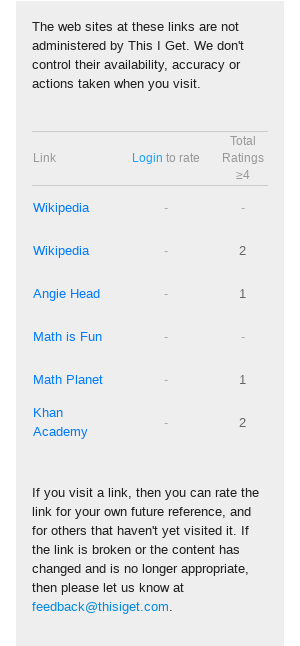 The web sites at these links are not
administered by This I Get. We don't
control their availability, accuracy or
actions taken when you visit.
Link Login to rate Total Ratings ≥4
Wikipedia - -
Wikipedia - 2
Angie Head - 1
Math is Fun - -
Math Planet - 1
Khan Academy - 2
If you visit a link, then you can rate the
link for your own future reference, and
for others that haven't yet visited it. If
the link is broken or the content has
changed and is no longer appropriate,
then please let us know at
feedback@thisiget.com.